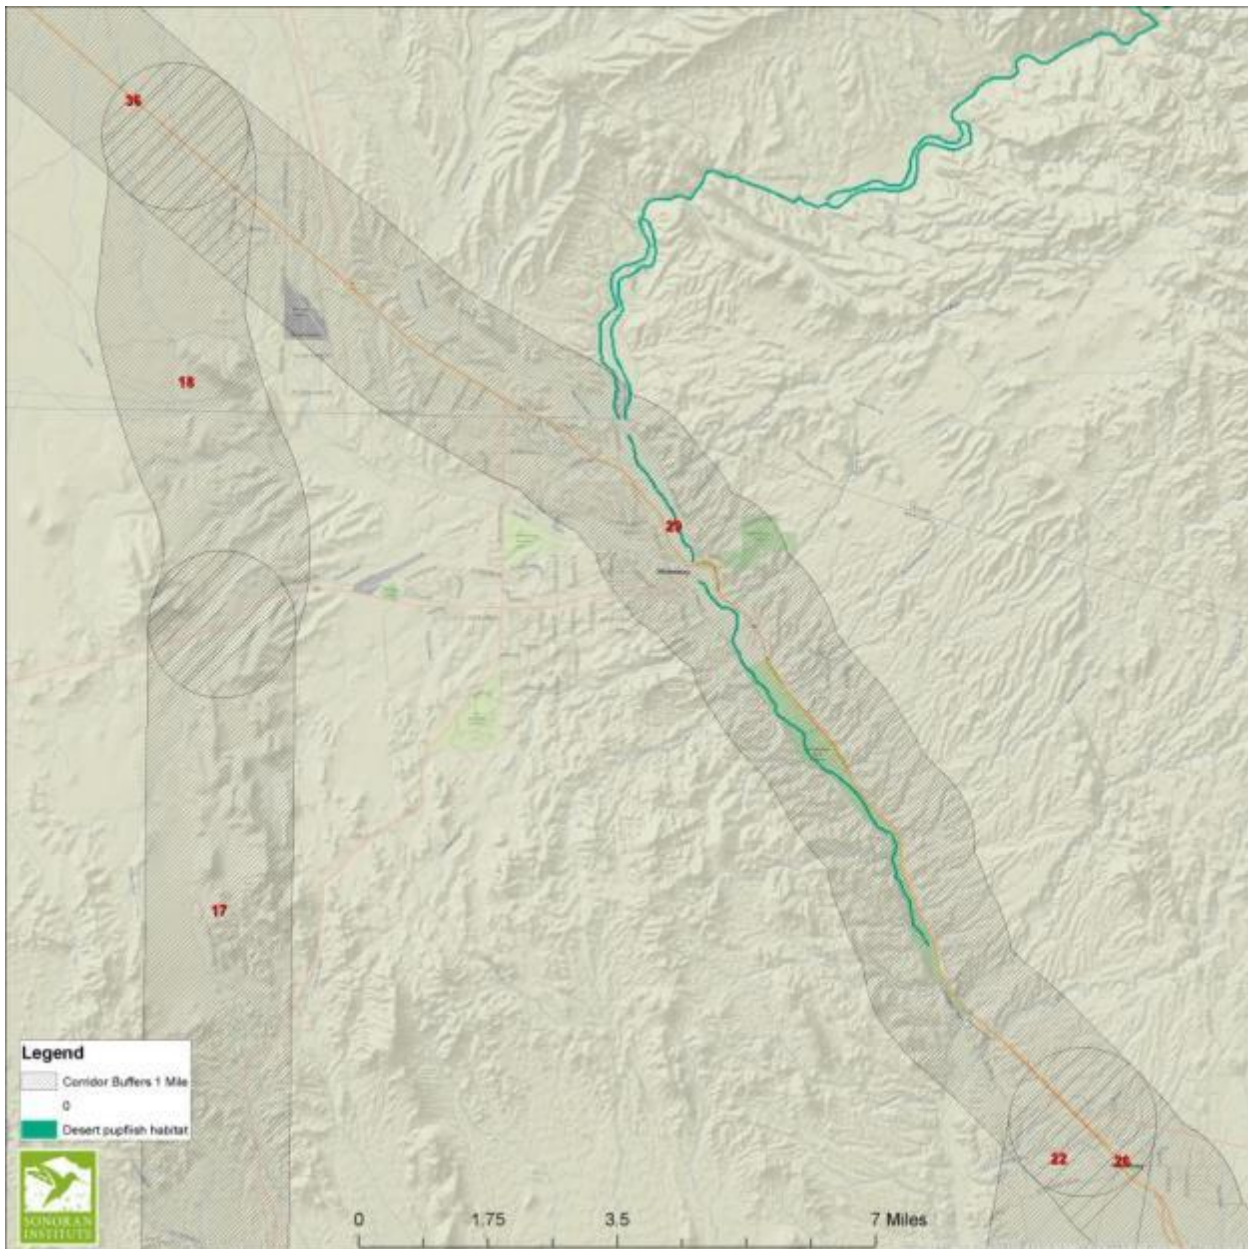 36
18
29
17
22
26
Legend
Corridor Buffers 1 Mile
0
Desert pupfish habitat
SONORAN
INSTITUTE
0 1.75 3.5 7 Miles